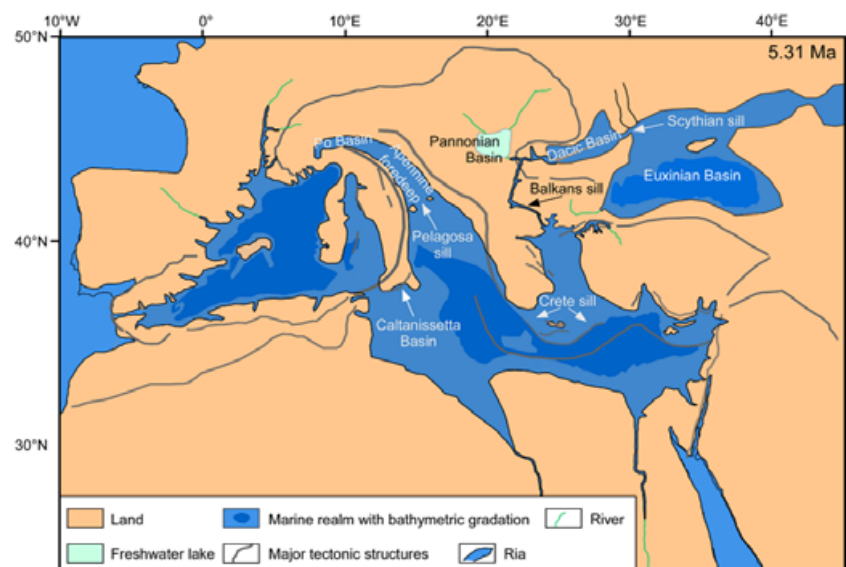 10°W
0°
10°E
20°E
30°E
40°E
50°N
5.31 Ma
Po Basin
Apennine
foredeep
Pannonian
Basin
Dacic Basin
Scythian sill
Balkans sill
Euxinian Basin
40°N
Pelagosa
sill
Crete sill
Caltanissetta
Basin
30°N
Land
Marine realm with bathymetric gradation
River
Freshwater lake
Major tectonic structures
Ria